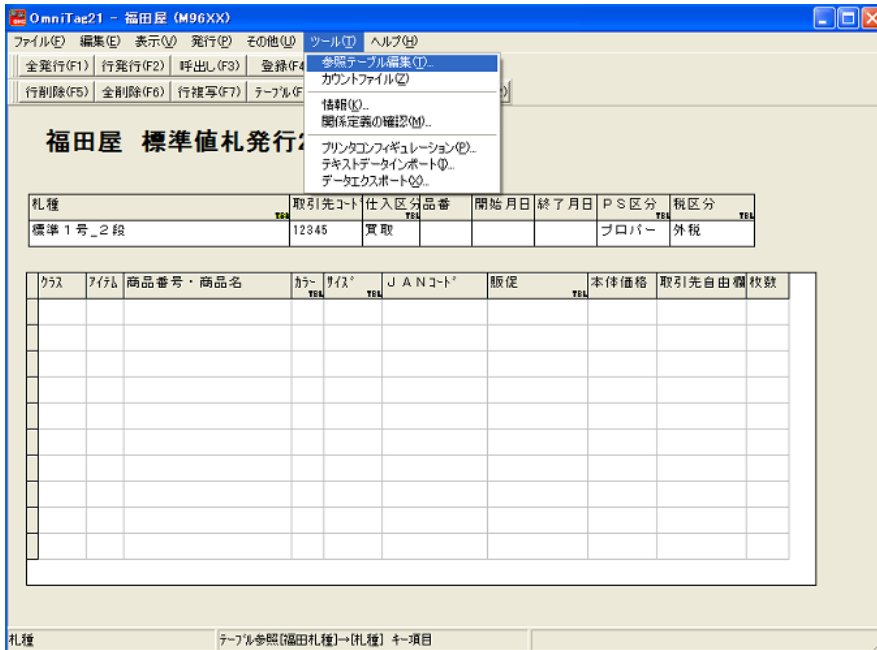 OmniTag21 - 福田屋 (M96XX)
ファイル(F) 編集(E) 表示(V) 発行(P) その他(U) ツール(T) ヘルプ(H)
全発行(F1) 行発行(F2) 呼出し(F3) 登録(F4
行削除(F5) 全削除(F6) 行複写(F7) テーブル(F
参照テーブル編集(T)...
カウントファイル(Z)
情報(K)...
関係定義の確認(M)...
プリンタコンフィギュレーション(P)...
テキストデータインポート(I)...
データエクスポート(X)...
福田屋 標準値札発行2
札種 TBL 取引先コード 仕入区分 TBL 品番 開始月日 終了月日 PS区分 TBL 税区分 TBL
標準1号_2段 12345 買取 プロパー 外税
クラス アイテム 商品番号・商品名 カラー TBL サイズ TBL JANコード 販促 TBL 本体価格 取引先自由欄 枚数
札種 テーブル参照[福田札種]→[札種] キー項目